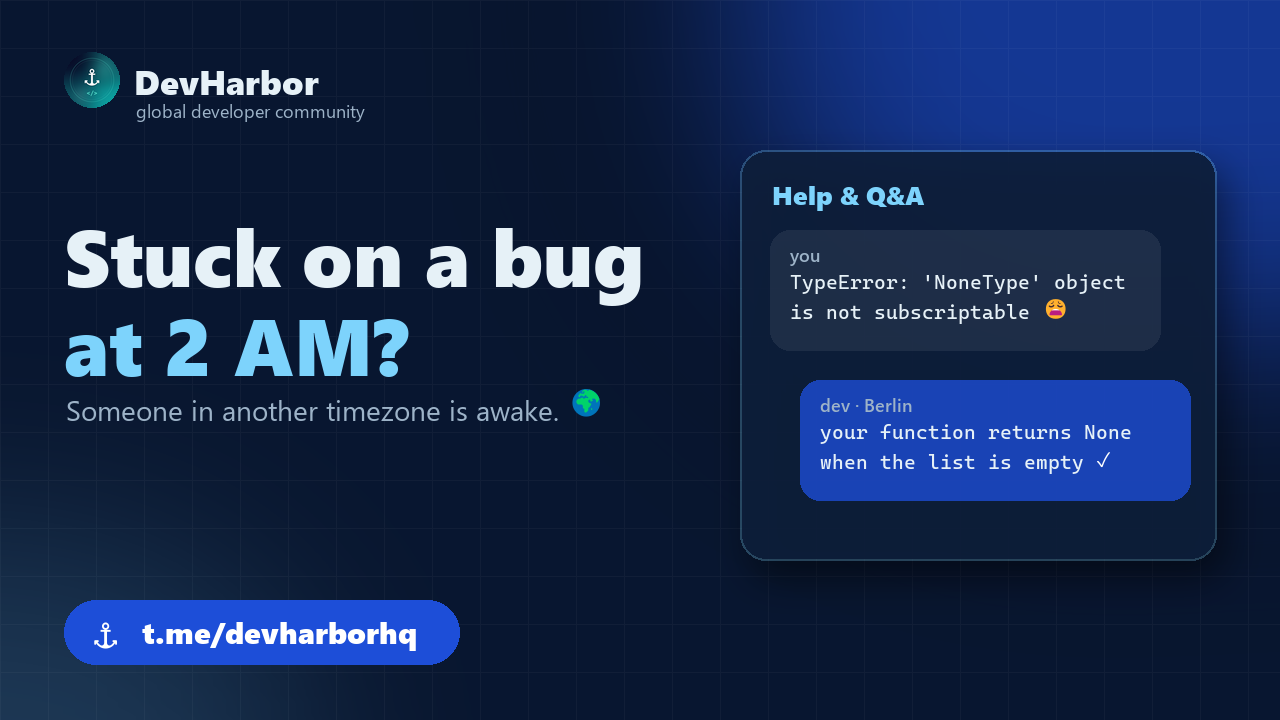 DevHarbor
global developer community
Stuck on a bug
at 2 AM?
Someone in another timezone is awake. 🌍
t.me/devharborhq
Help & Q&A
you
TypeError: 'NoneType' object
is not subscriptable 😩
dev · Berlin
your function returns None
when the list is empty ✓